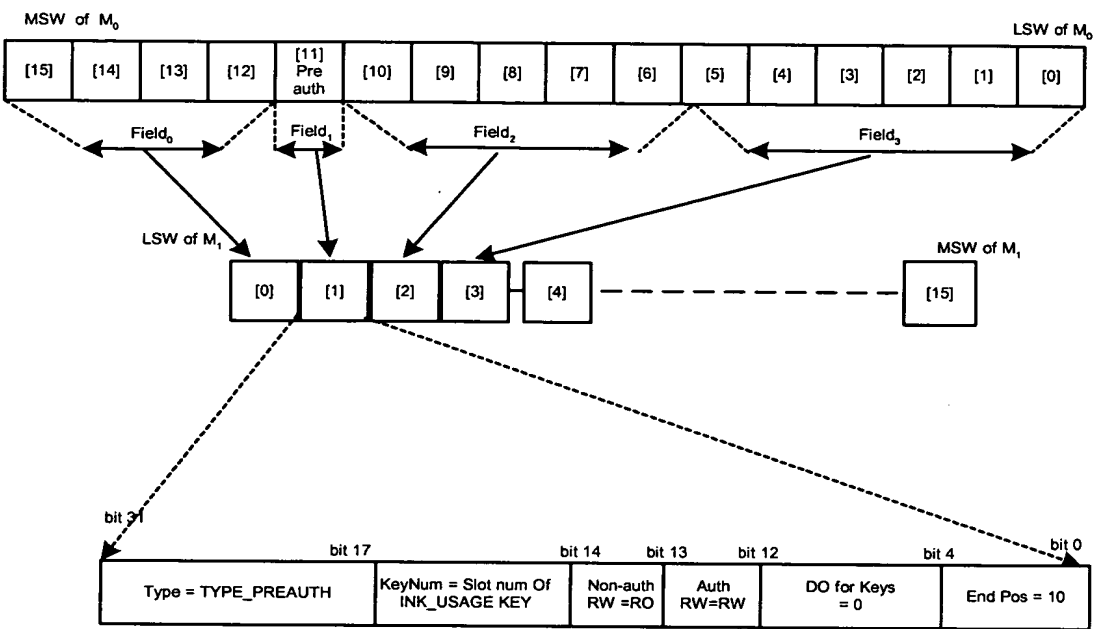 MSW of M₀
LSW of M₀
[15] [14] [13] [12] [11] Pre auth [10] [9] [8] [7] [6] [5] [4] [3] [2] [1] [0]
Field₀ Field₁ Field₂ Field₃
LSW of M₁
MSW of M₁
[0] [1] [2] [3] [4] [15]
bit 31 bit 17 bit 14 bit 13 bit 12 bit 4 bit 0
Type = TYPE_PREAUTH
KeyNum = Slot num Of
INK_USAGE KEY
Non-auth
RW =RO
Auth
RW=RW
DO for Keys
= 0
End Pos = 10